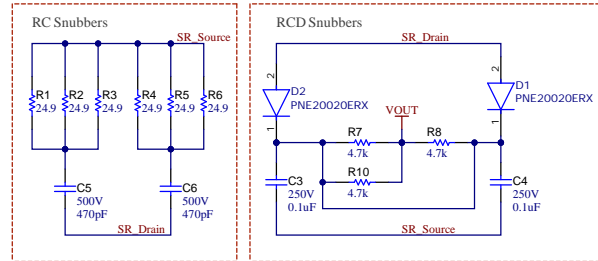 RC Snubbers
SR_Source
R1
24.9
R2
24.9
R3
24.9
R4
24.9
R5
24.9
R6
24.9
C5
500V
470pF
C6
500V
470pF
SR_Drain
RCD Snubbers
SR_Drain
2
D2
PNE20020ERX
1
2
D1
PNE20020ERX
1
VOUT
R7
4.7k
R8
4.7k
R10
4.7k
C3
250V
0.1uF
C4
250V
0.1uF
SR_Source